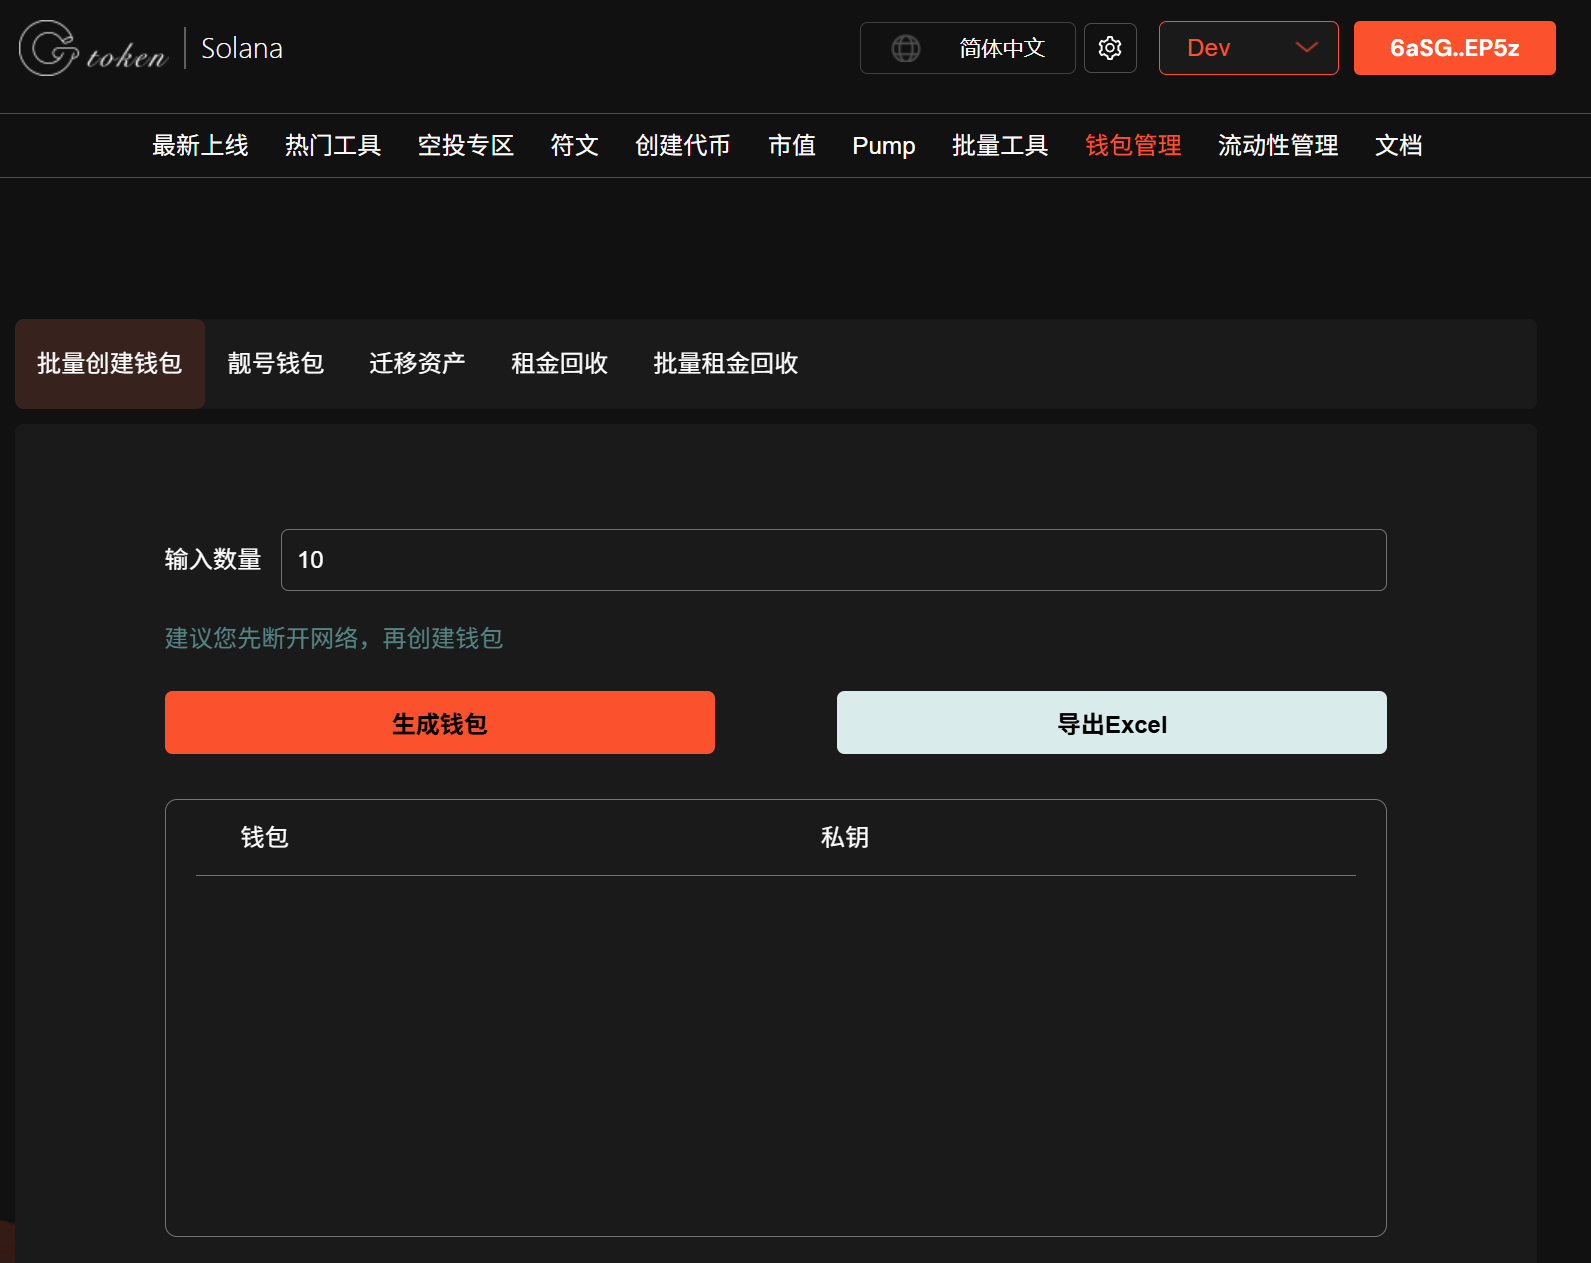 Gtoken | Solana
简体中文
Dev
6aSG..EP5z
最新上线 热门工具 空投专区 符文 创建代币 市值 Pump 批量工具 钱包管理 流动性管理 文档
批量创建钱包 靓号钱包 迁移资产 租金回收 批量租金回收
输入数量 10
建议您先断开网络，再创建钱包
生成钱包 导出Excel
钱包 私钥